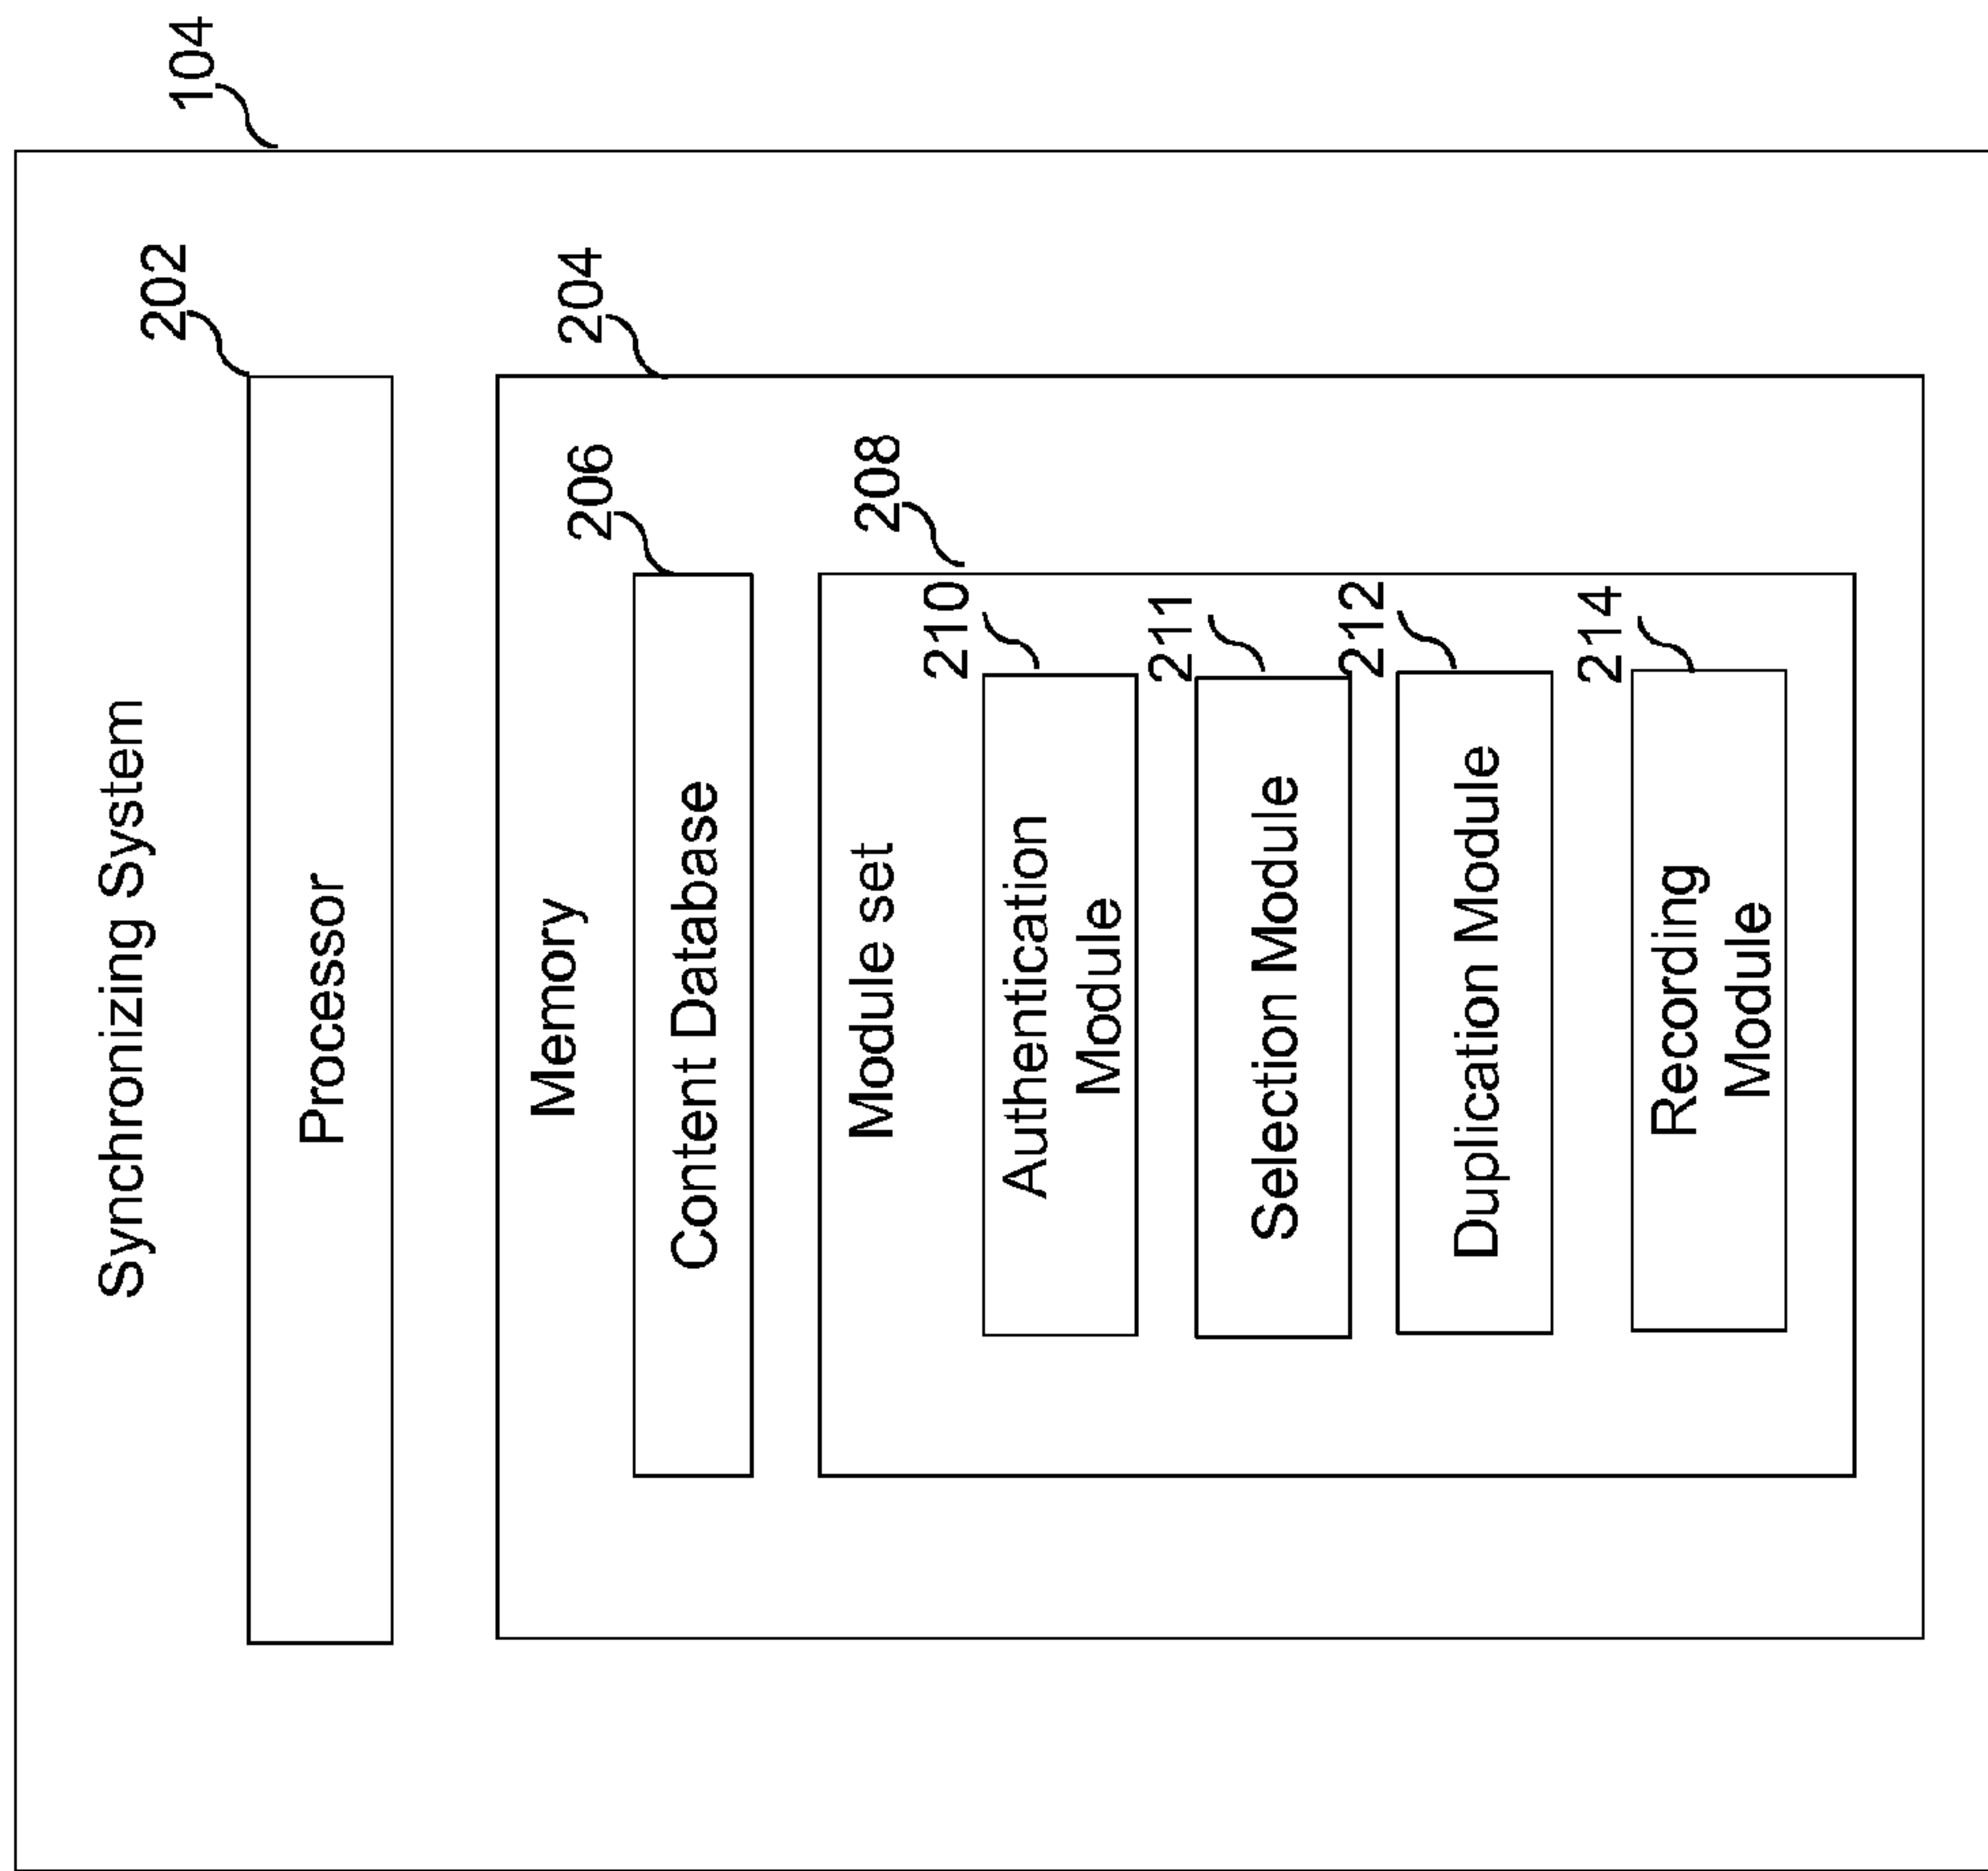 104
Synchronizing System
202
Processor
204
Memory
206
Content Database
208
Module set
210
Authentication
Module
211
Selection Module
212
Duplication Module
214
Recording
Module